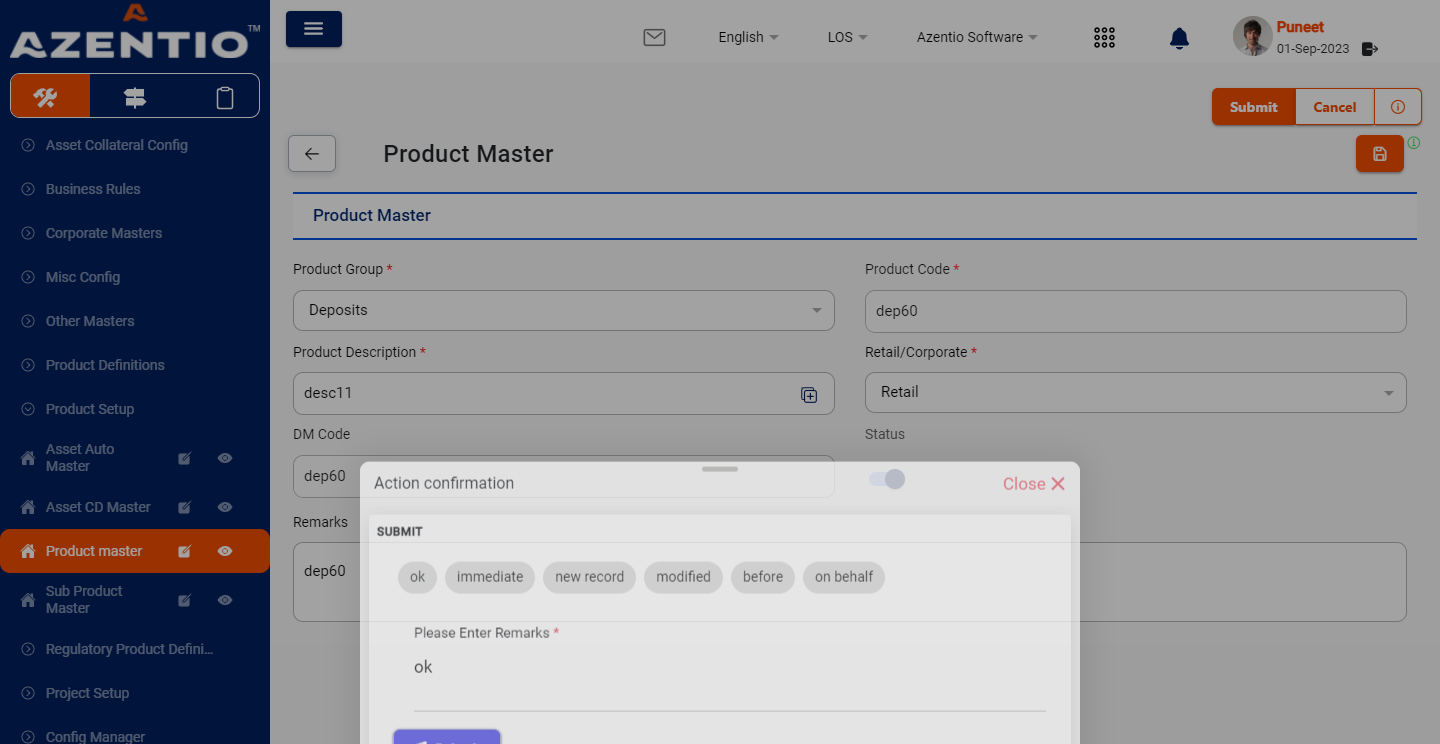 AZENTIO™
English
LOS
Azentio Software
Puneet
01-Sep-2023
Submit
Cancel
Product Master
Product Master
Asset Collateral Config
Business Rules
Corporate Masters
Misc Config
Other Masters
Product Definitions
Product Setup
Asset Auto
Master
Asset CD Master
Product master
Sub Product
Master
Regulatory Product Defini...
Project Setup
Config Manager
Product Group *
Deposits
Product Code *
dep60
Product Description *
desc11
Retail/Corporate *
Retail
DM Code
dep60
Status
Remarks
dep60
Action confirmation
Close
SUBMIT
ok
immediate
new record
modified
before
on behalf
Please Enter Remarks *
ok